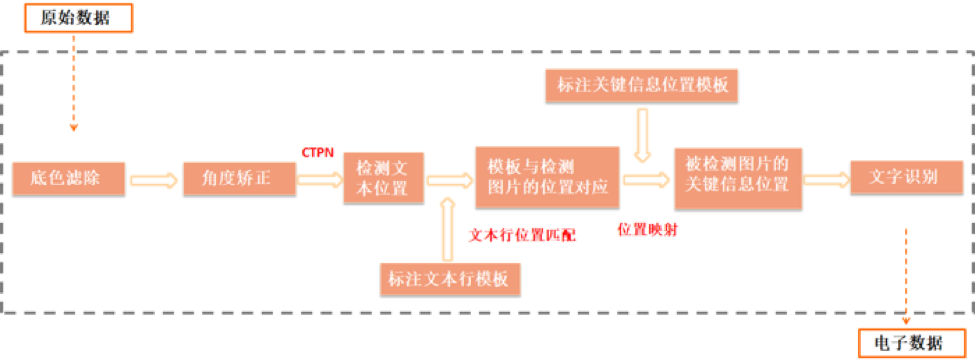 原始数据
标注关键信息位置模板
底色滤除
角度矫正
CTPN
检测文
本位置
模板与检测
图片的位置对应
被检测图片的
关键信息位置
文字识别
文本行位置匹配
位置映射
标注文本行模板
电子数据